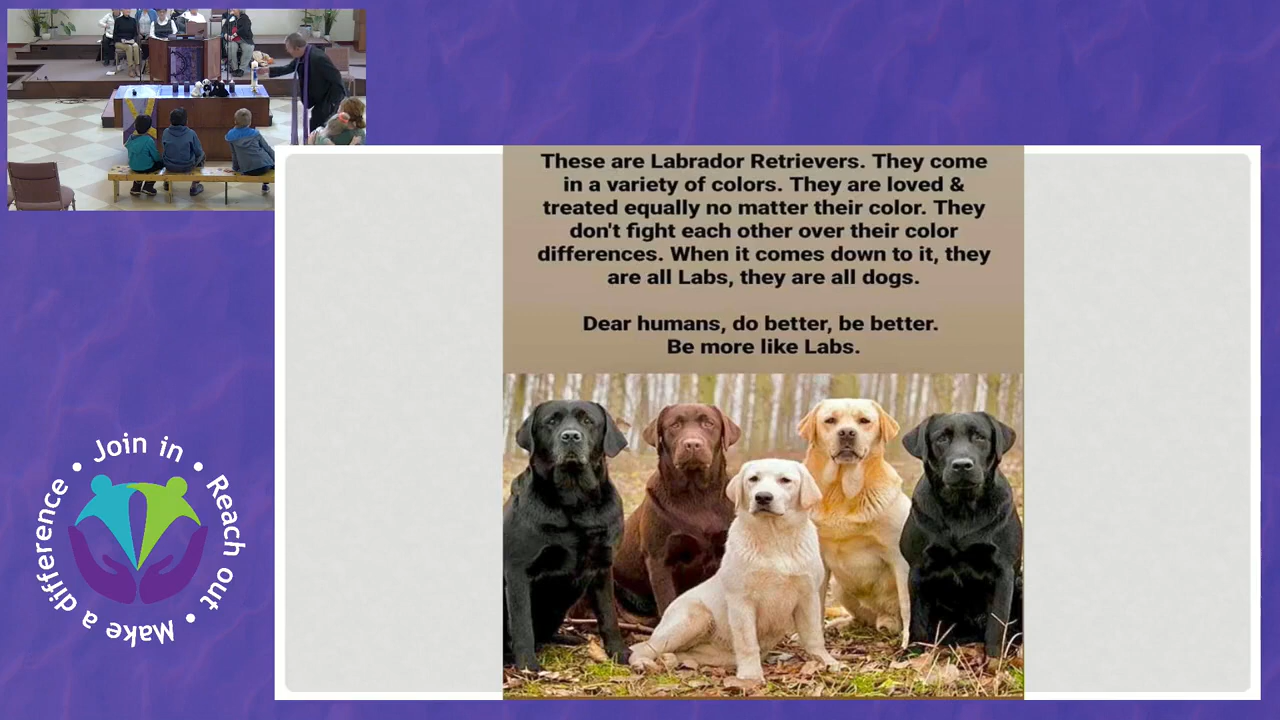 These are Labrador Retrievers. They come
in a variety of colors. They are loved &
treated equally no matter their color. They
don't fight each other over their color
differences. When it comes down to it, they
are all Labs, they are all dogs.
Dear humans, do better, be better.
Be more like Labs.
• Join in • Reach out • Make a difference